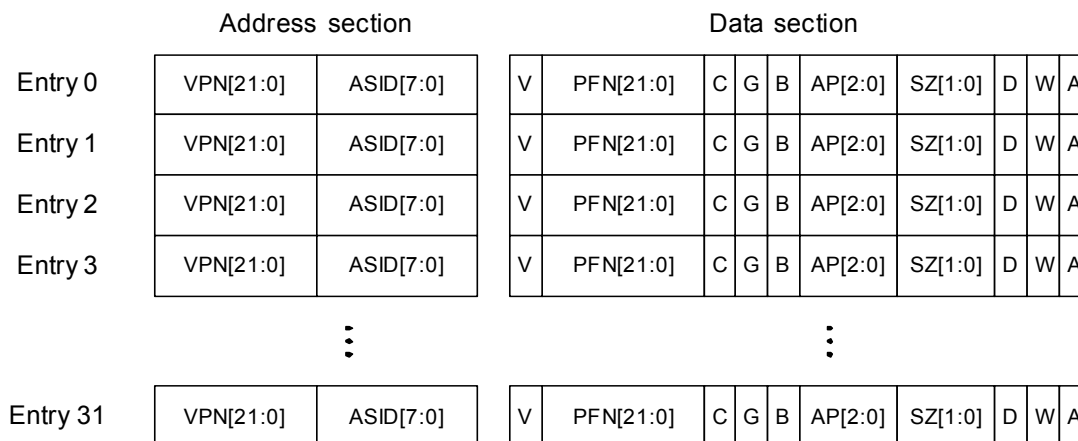 Address section Data section
Entry 0 VPN[21:0] ASID[7:0] V PFN[21:0] C G B AP[2:0] SZ[1:0] D W A
Entry 1 VPN[21:0] ASID[7:0] V PFN[21:0] C G B AP[2:0] SZ[1:0] D W A
Entry 2 VPN[21:0] ASID[7:0] V PFN[21:0] C G B AP[2:0] SZ[1:0] D W A
Entry 3 VPN[21:0] ASID[7:0] V PFN[21:0] C G B AP[2:0] SZ[1:0] D W A
Entry 31 VPN[21:0] ASID[7:0] V PFN[21:0] C G B AP[2:0] SZ[1:0] D W A